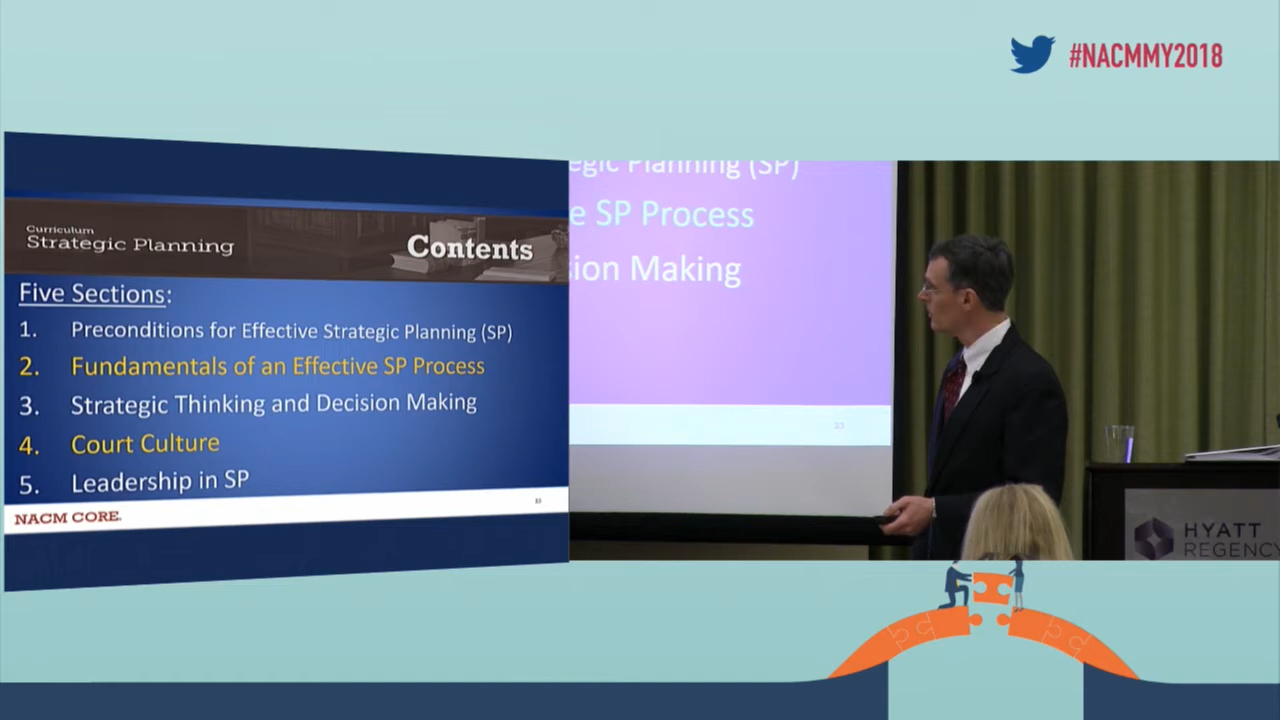 #NACMMY2018
Curriculum
Strategic Planning
Contents
Five Sections:
1. Preconditions for Effective Strategic Planning (SP)
2. Fundamentals of an Effective SP Process
3. Strategic Thinking and Decision Making
4. Court Culture
5. Leadership in SP
NACM CORE.
egic Planning (SP)
e SP Process
ion Making
HYATT
REGENCY